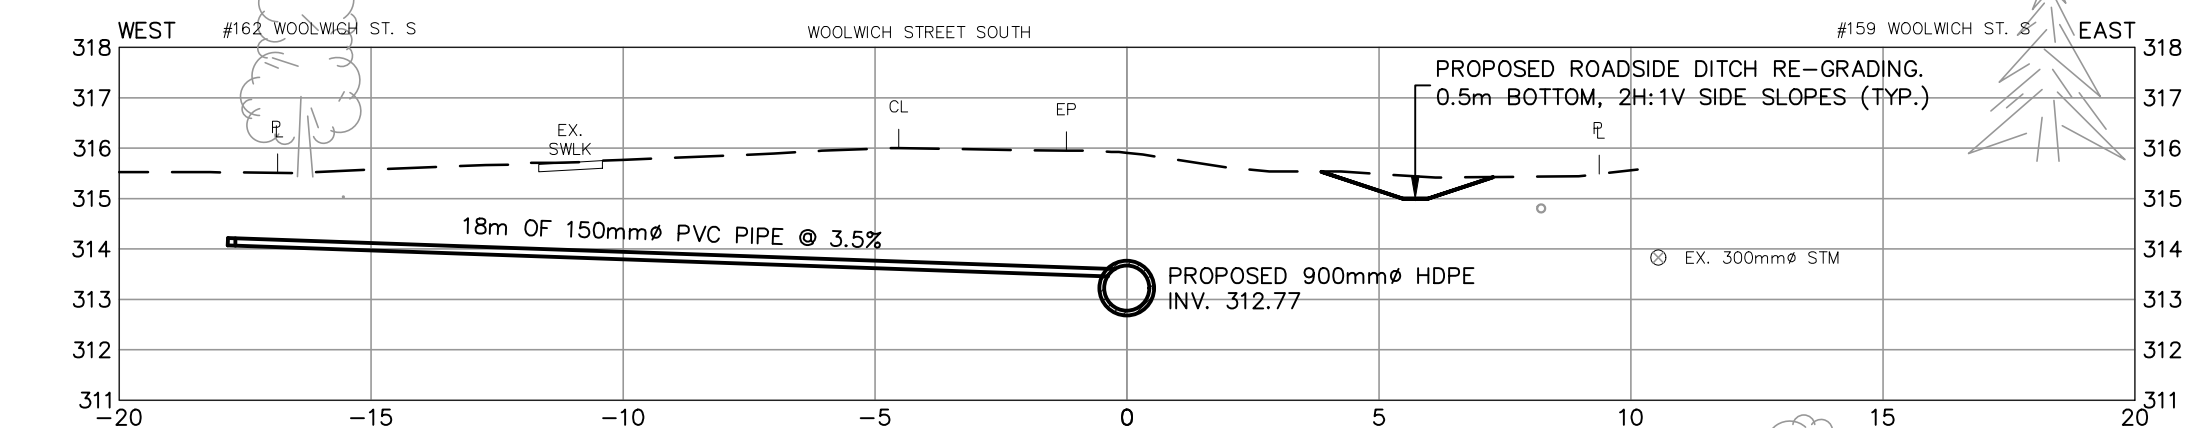 WEST
#162 WOOLWICH ST. S
WOOLWICH STREET SOUTH
#159 WOOLWICH ST. S
EAST
318
318
PROPOSED ROADSIDE DITCH RE-GRADING.
0.5m BOTTOM, 2H:1V SIDE SLOPES (TYP.)
317
317
CL
EP
PL
EX.
SWLK
PL
316
316
315
315
18m OF 150mmø PVC PIPE @ 3.5%
314
314
EX. 300mmø STM
PROPOSED 900mmø HDPE
INV. 312.77
313
313
312
312
311
311
-20
-15
-10
-5
0
5
10
15
20